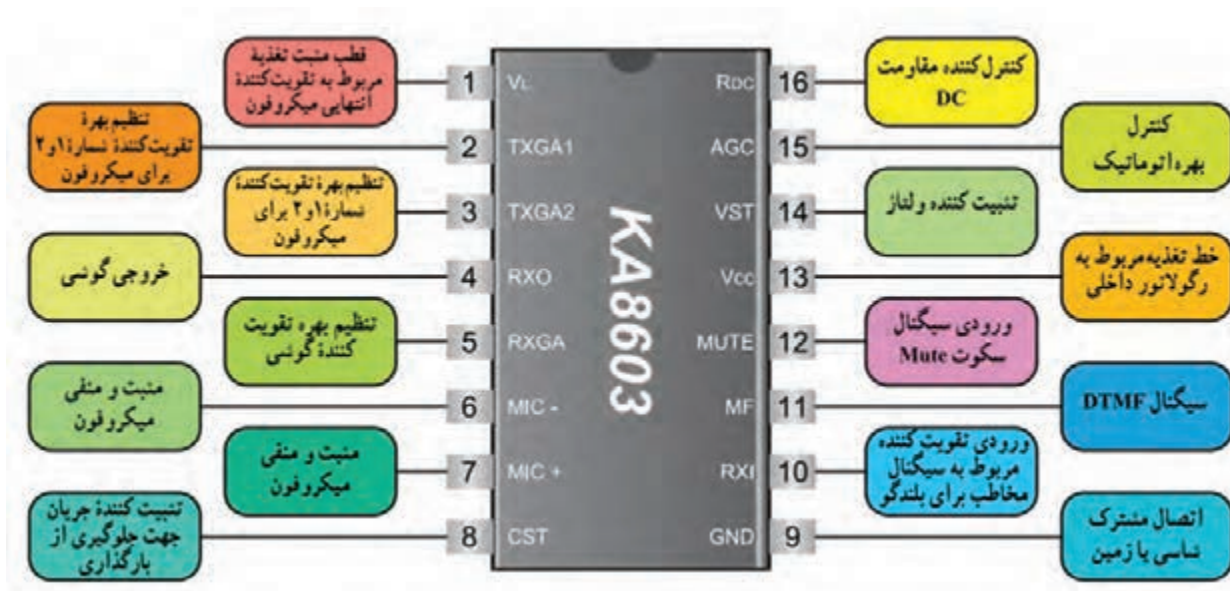 قطب مثبت تغذیهٔ
مربوط به تقویت‌کنندهٔ
انتهایی میکروفون
1
VL
تنظیم بهرهٔ
تقویت‌کنندهٔ شمارهٔ ۱و۲
برای میکروفون
2
TXGA1
تنظیم بهرهٔ تقویت‌کنندهٔ
شمارهٔ ۱و۲ برای
میکروفون
3
TXGA2
خروجی گوشی
4
RXO
تنظیم بهره تقویت
کنندهٔ گوشی
5
RXGA
مثبت و منفی
میکروفون
6
MIC -
مثبت و منفی
میکروفون
7
MIC +
تثبیت کنندهٔ جریان
جهت جلوگیری از
بارگذاری
8
CST
KA8603
RDC
16
کنترل‌کننده مقاومت
DC
AGC
15
کنترل
بهره اتوماتیک
VST
14
تثبیت کننده ولتاژ
Vcc
13
خط تغذیه مربوط به
رگولاتور داخلی
MUTE
12
ورودی سیگنال
سکوت Mute
MF
11
سیگنال DTMF
RXI
10
ورودی تقویت کننده
مربوط به سیگنال
مخاطب برای بلندگو
GND
9
اتصال مشترک
شاسی یا زمین